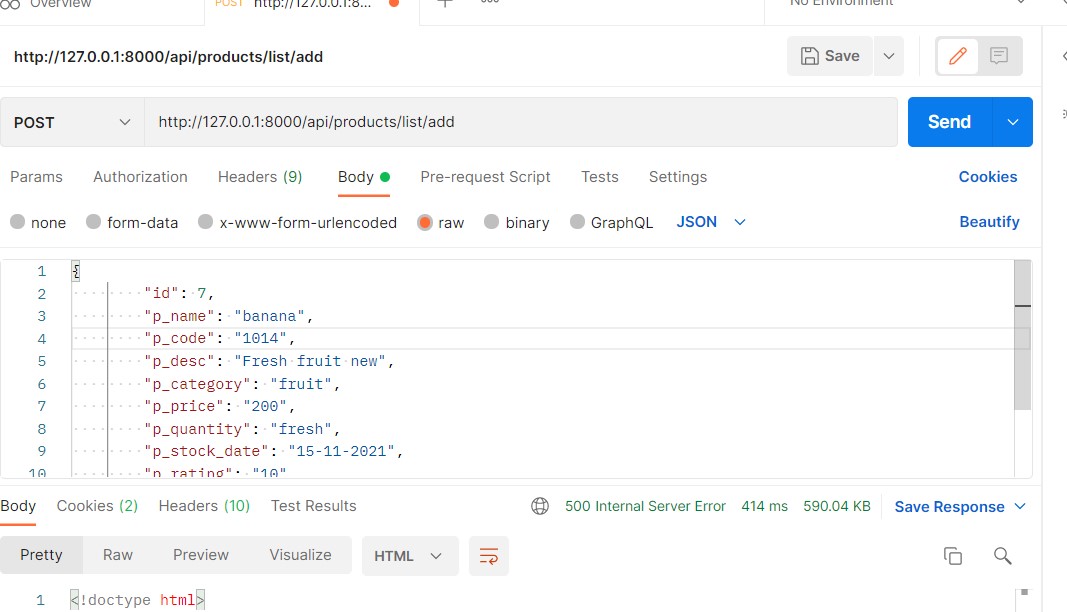 Overview
POST http://127.0.0.1:8...
No Environment
http://127.0.0.1:8000/api/products/list/add
Save
POST
http://127.0.0.1:8000/api/products/list/add
Send
Params Authorization Headers (9) Body Pre-request Script Tests Settings Cookies
none form-data x-www-form-urlencoded raw binary GraphQL JSON Beautify
1 {
2 "id": 7,
3 "p_name": "banana",
4 "p_code": "1014",
5 "p_desc": "Fresh fruit new",
6 "p_category": "fruit",
7 "p_price": "200",
8 "p_quantity": "fresh",
9 "p_stock_date": "15-11-2021",
10 "p_rating": "10"
Body Cookies (2) Headers (10) Test Results 500 Internal Server Error 414 ms 590.04 KB Save Response
Pretty Raw Preview Visualize HTML
1 <!doctype html>